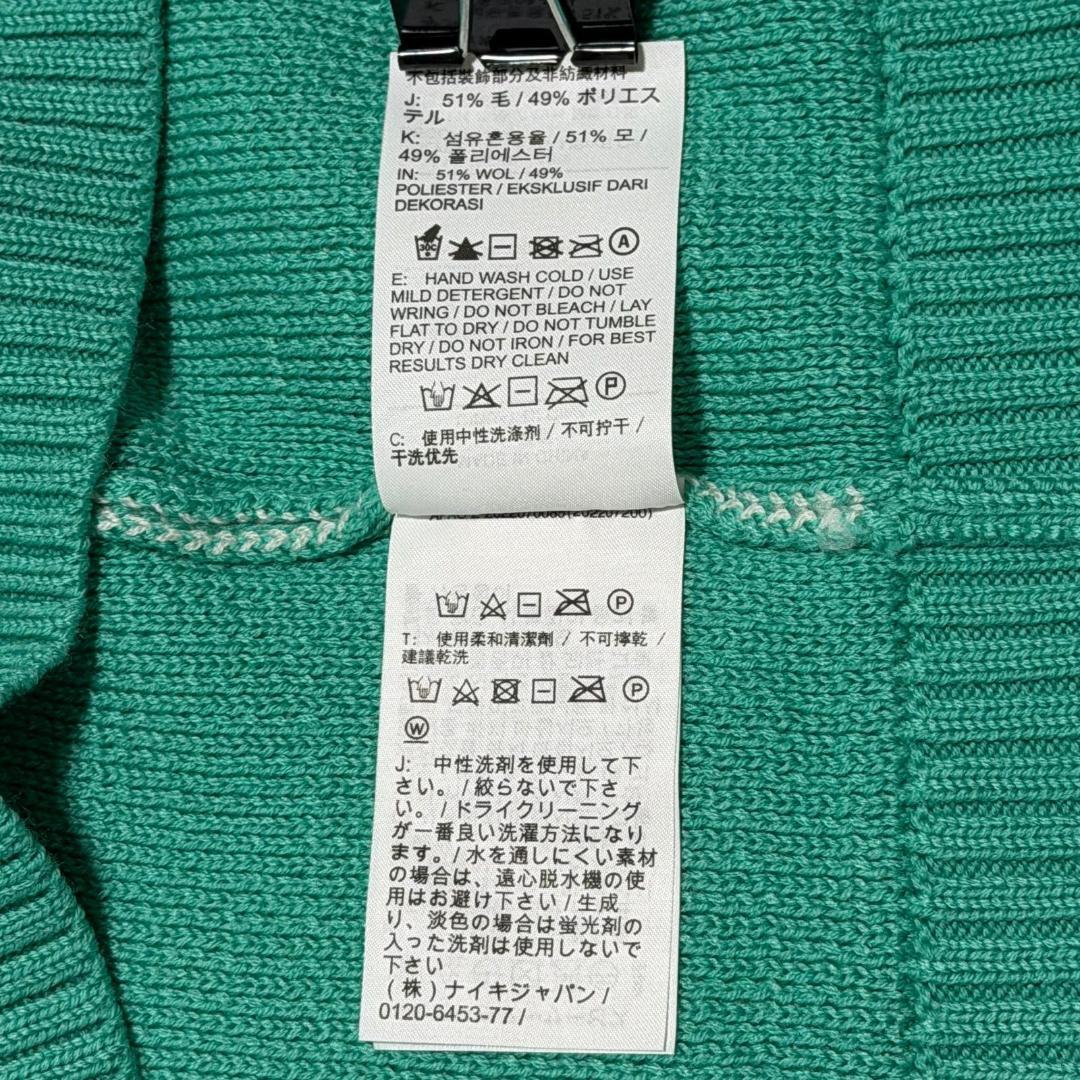 不包括裝飾部分及非紡織材料
J: 51% 毛 / 49% ポリエス
テル
K: 섬유혼용율 / 51% 모 /
49% 폴리에스터
IN: 51% WOL / 49%
POLIESTER / EKSKLUSIF DARI
DEKORASI
30C
A
E: HAND WASH COLD / USE
MILD DETERGENT / DO NOT
WRING / DO NOT BLEACH / LAY
FLAT TO DRY / DO NOT TUMBLE
DRY / DO NOT IRON / FOR BEST
RESULTS DRY CLEAN
P
C: 使用中性洗涤剂 / 不可拧干 /
干洗优先
P
T: 使用柔和清潔劑 / 不可擰乾 /
建議乾洗
P
W
J: 中性洗剤を使用して下
さい。 / 絞らないで下さ
い。 / ドライクリーニング
が一番良い洗濯方法になり
ます。 / 水を通しにくい素材
の場合は、遠心脱水機の使
用はお避け下さい / 生成
り、淡色の場合は蛍光剤の
入った洗剤は使用しないで
下さい
(株) ナイキジャパン /
0120-6453-77 /